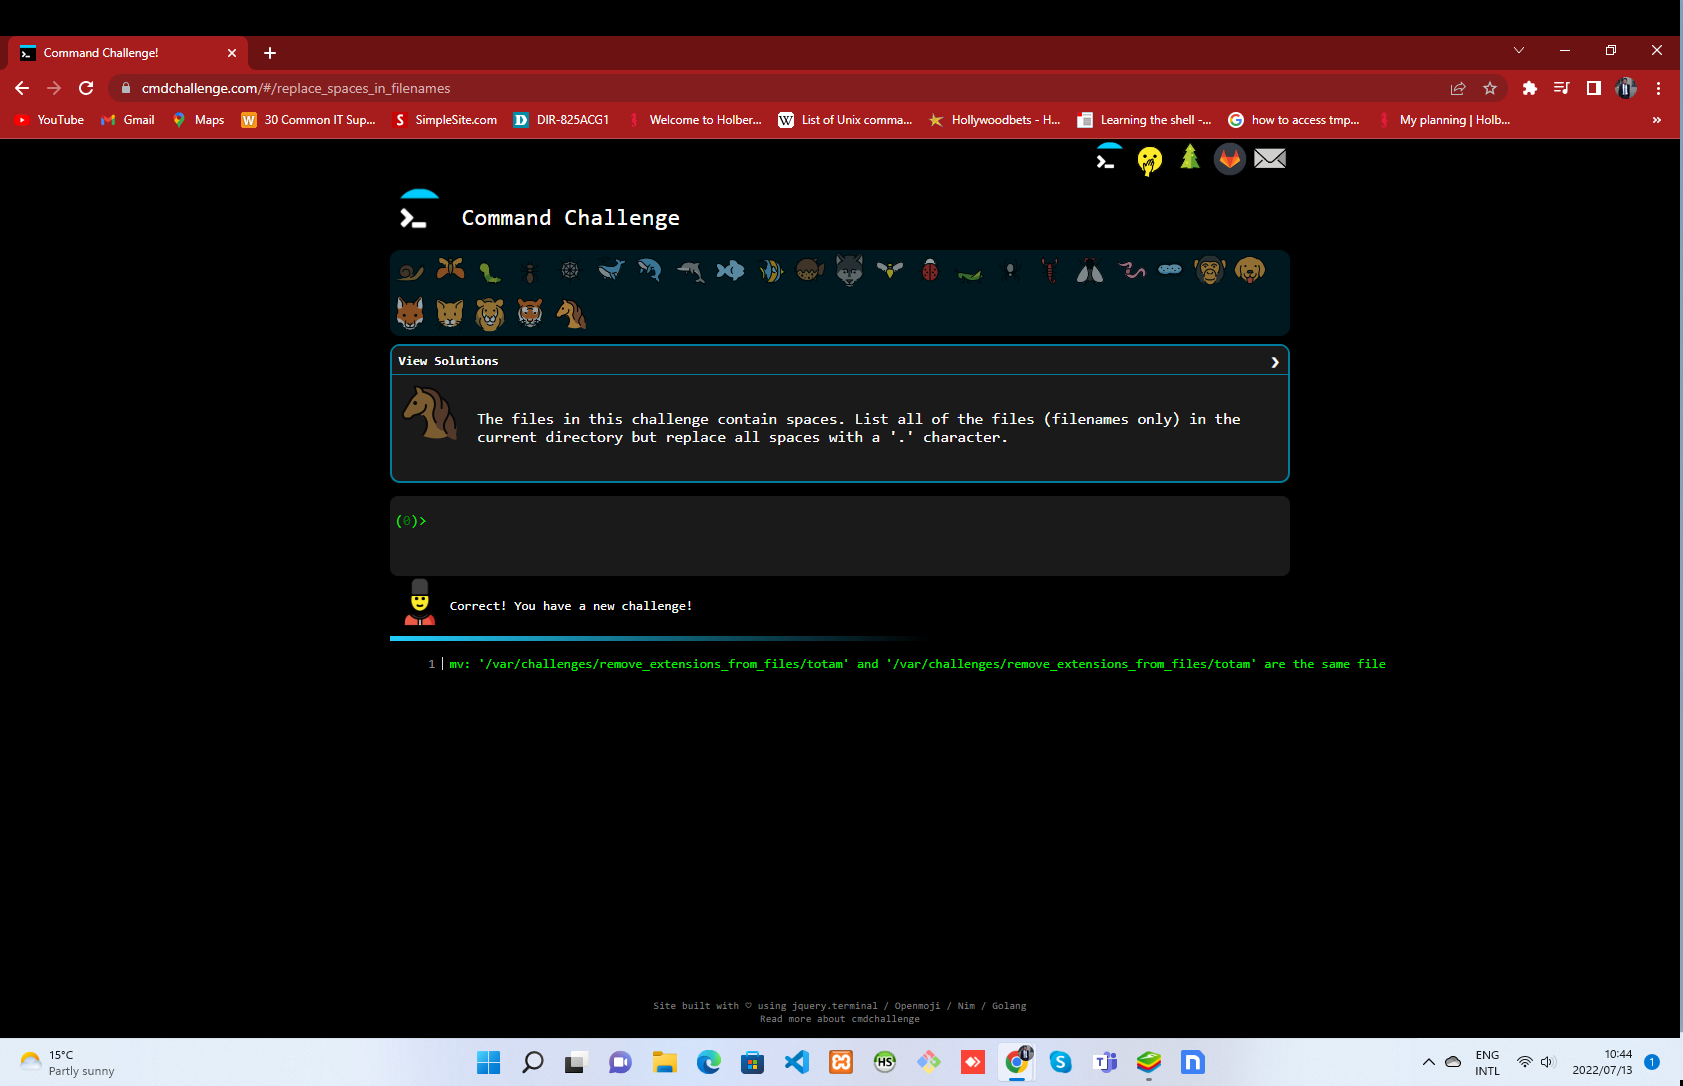 Command Challenge!
cmdchallenge.com/#/replace_spaces_in_filenames
YouTube Gmail Maps 30 Common IT Sup... SimpleSite.com DIR-825ACG1 Welcome to Holber... List of Unix comma... Hollywoodbets - H... Learning the shell -... how to access tmp... My planning | Holb... »
Command Challenge
View Solutions
The files in this challenge contain spaces. List all of the files (filenames only) in the
current directory but replace all spaces with a '.' character.
(0)>
Correct! You have a new challenge!
1 mv: '/var/challenges/remove_extensions_from_files/totam' and '/var/challenges/remove_extensions_from_files/totam' are the same file
Site built with ♡ using jquery.terminal / Openmoji / Nim / Golang
Read more about cmdchallenge
15°C
Partly sunny
ENG
INTL
10:44
2022/07/13
1